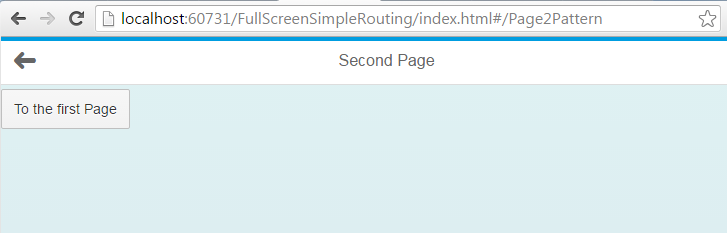 localhost:60731/FullScreenSimpleRouting/index.html#/Page2Pattern
Second Page
To the first Page